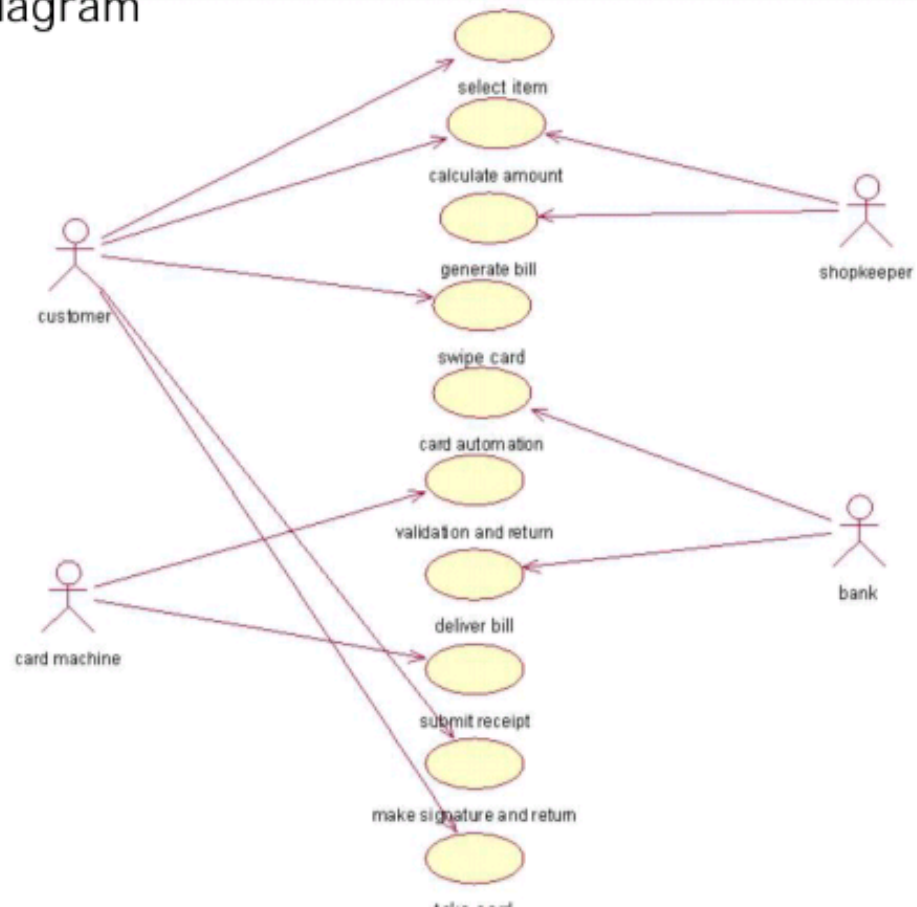 select item
calculate amount
generate bill
shopkeeper
customer
swipe card
card automation
validation and return
bank
deliver bill
card machine
submit receipt
make signature and return